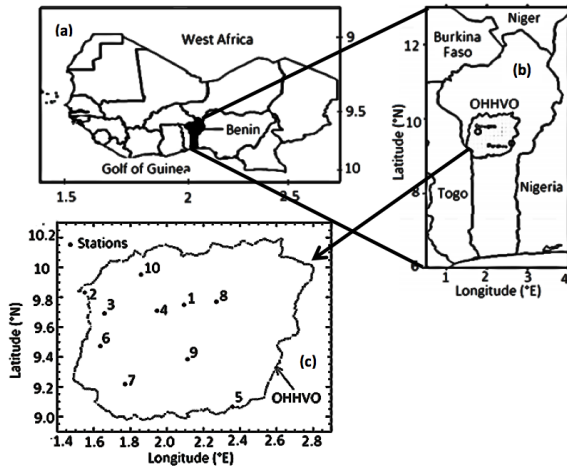 (a)
West Africa
Benin
Golf of Guinea
9
9.5
10
1.5
2
2.5
Niger
Burkina
Faso
(b)
OHHVO
Togo
Nigeria
12
10
8
6
Latitude (°N)
1
2
3
4
Longitude (°E)
10.2
10
9.8
9.6
9.4
9.2
9.0
Latitude (°N)
Stations
10
2
3
1
8
4
6
9
(c)
7
5
OHHVO
1.4
1.6
1.8
2.0
2.2
2.4
2.6
2.8
Longitude (°E)